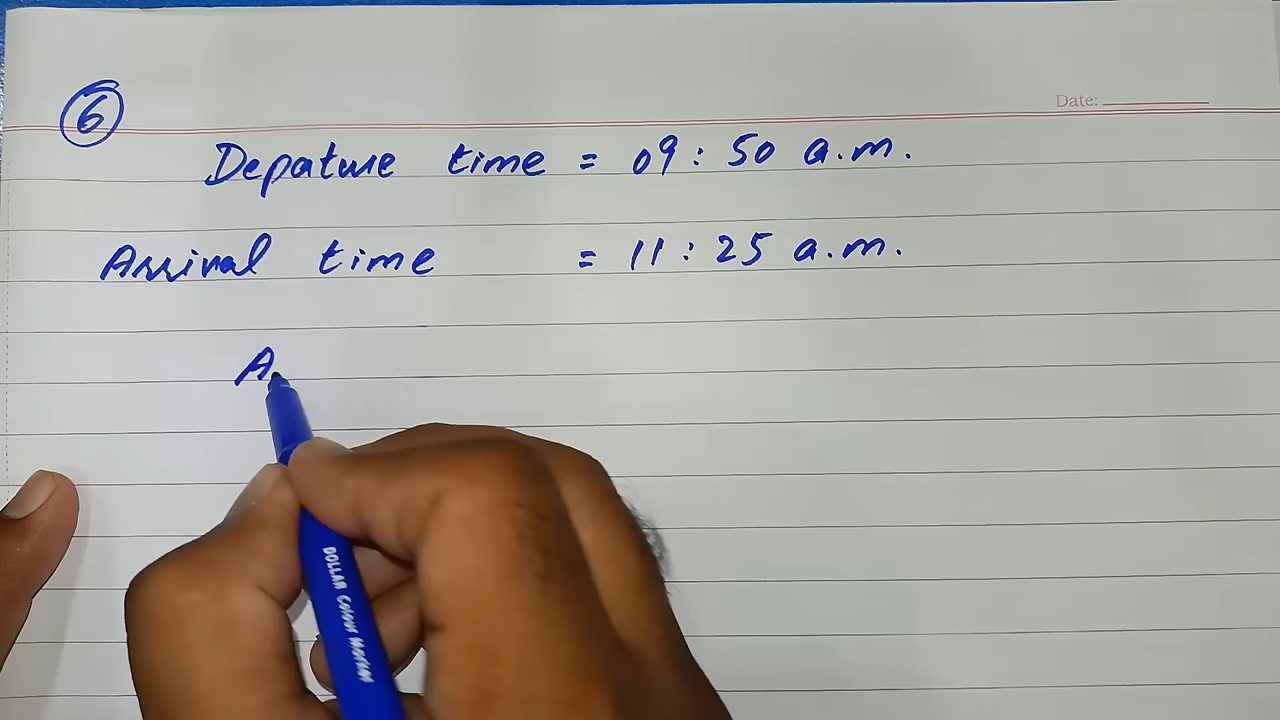 6
Date:
Depature time = 09:50 a.m.
Arrival time = 11:25 a.m.
A
DOLLAR Colour Marker